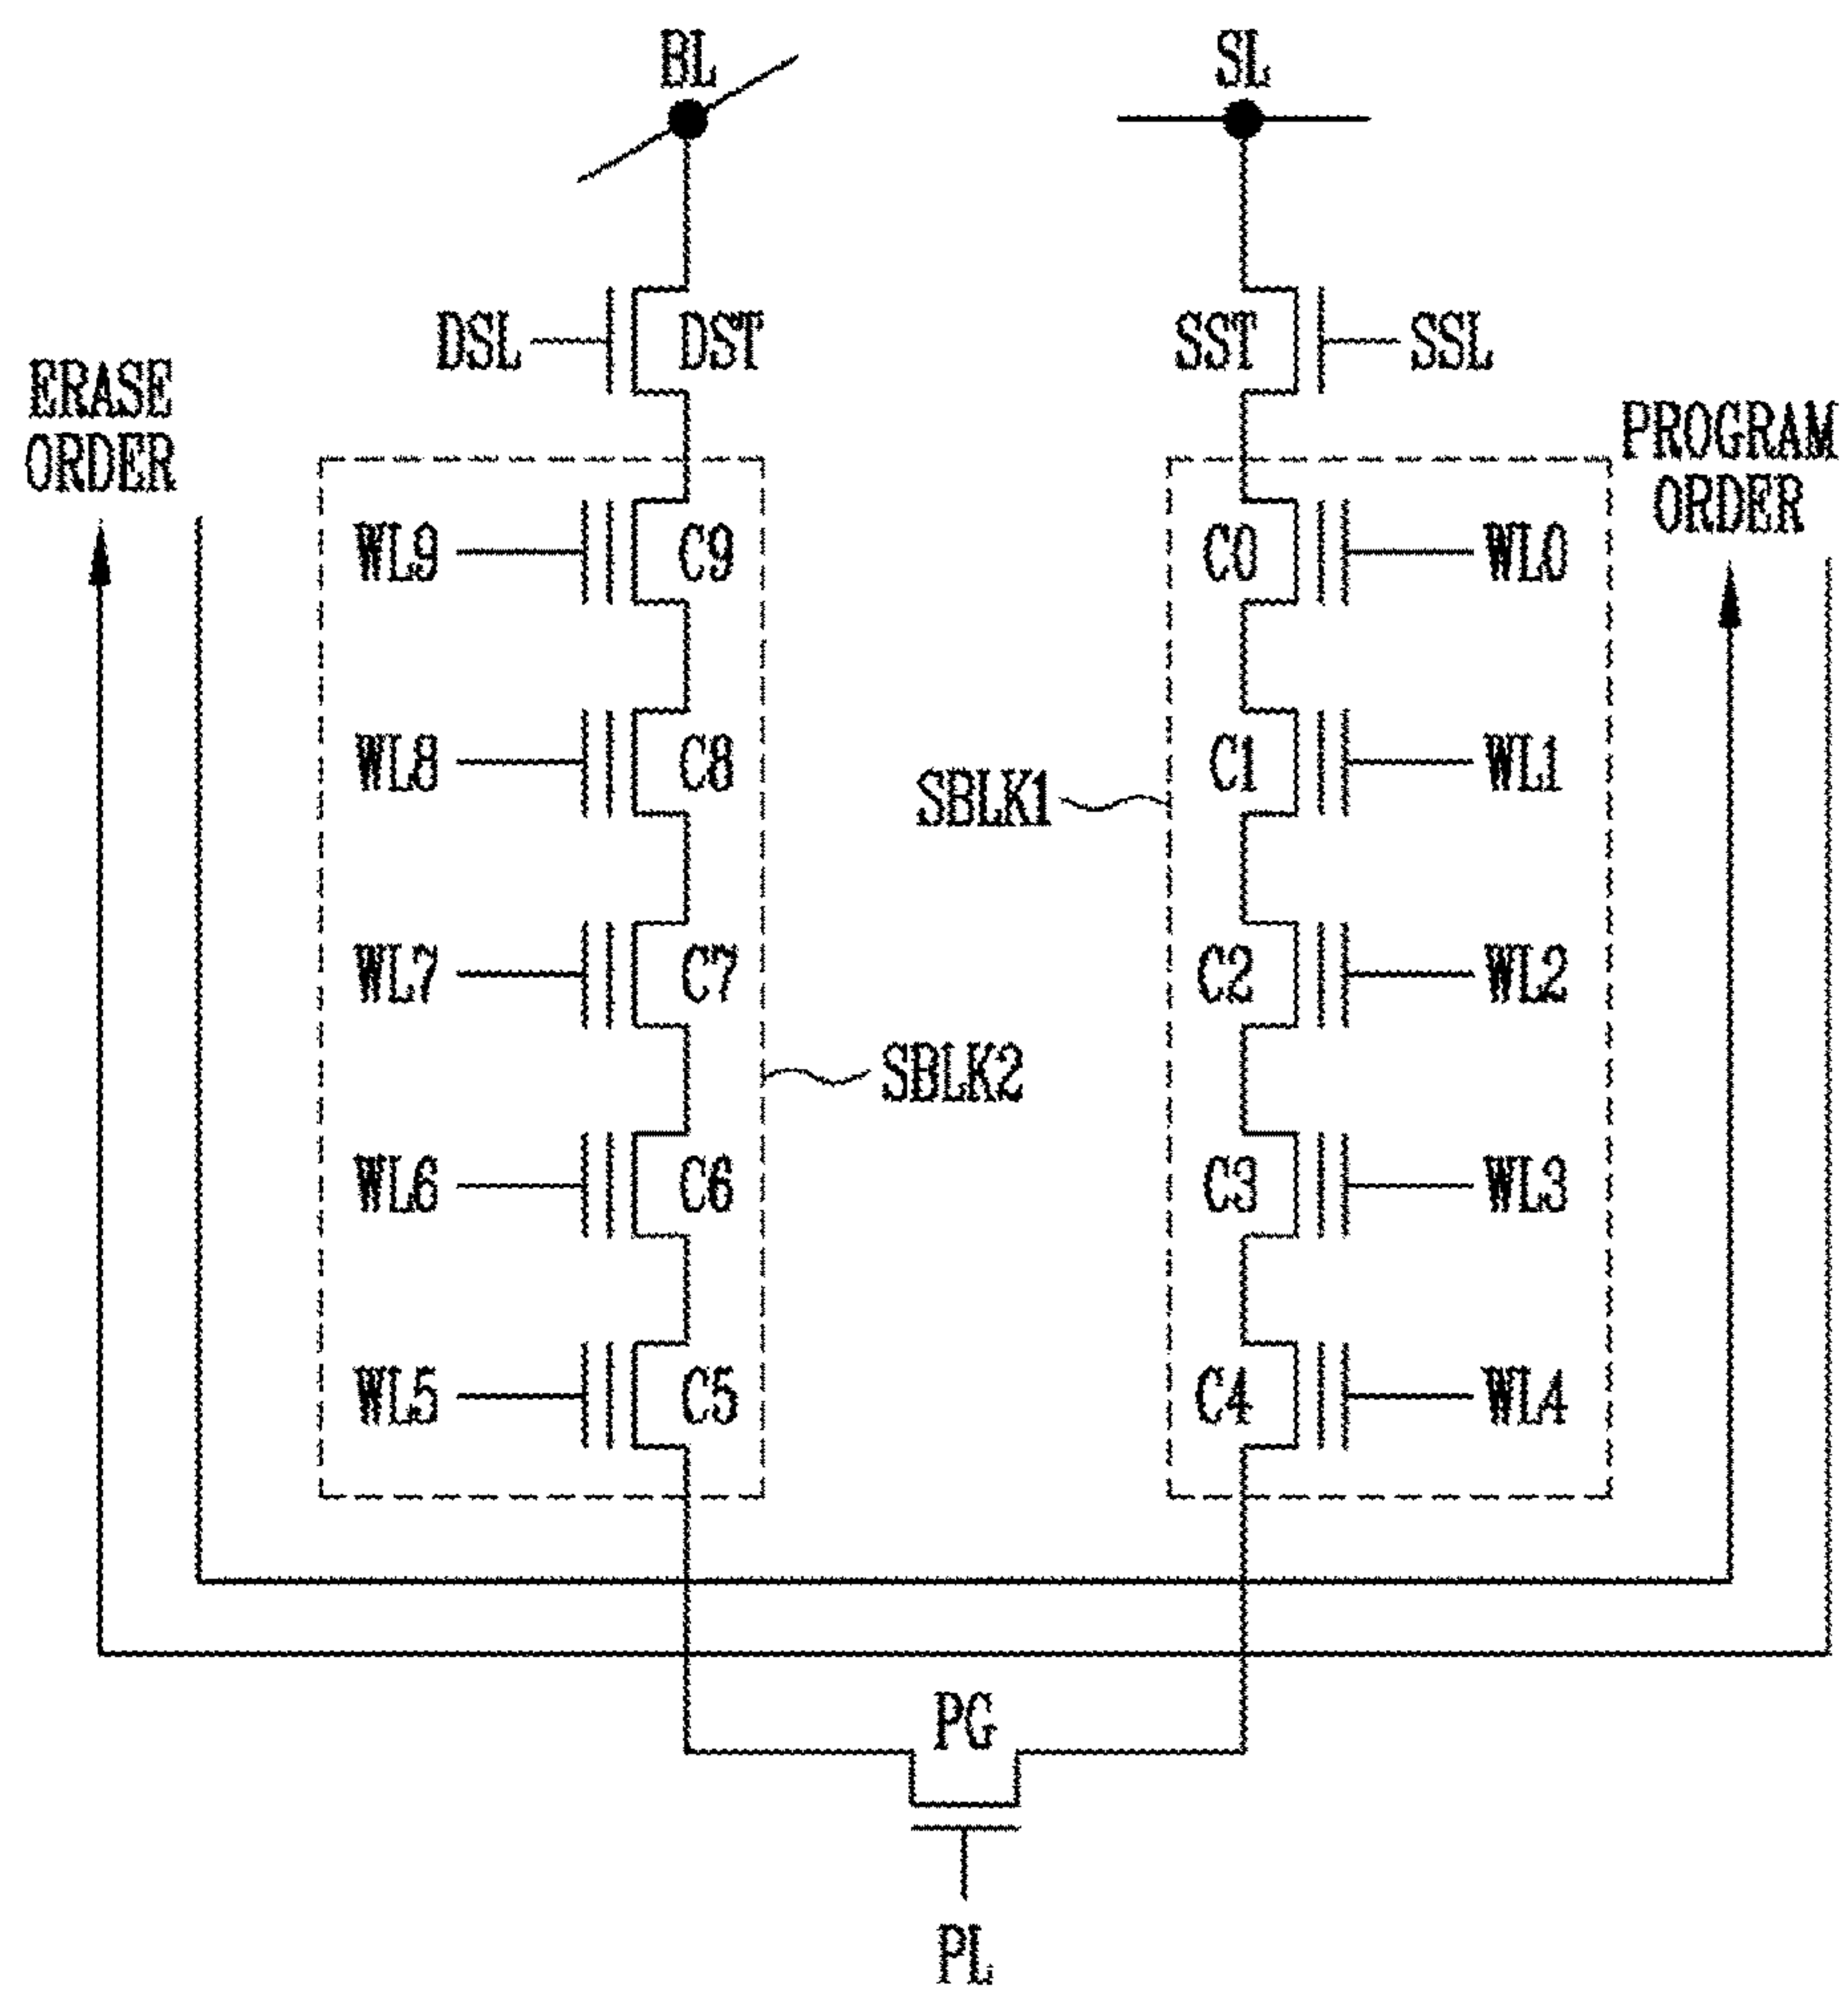 BL
SL
DSL
DST
SST
SSL
ERASE
ORDER
PROGRAM
ORDER
WL9
C9
C0
WL0
WL8
C8
C1
WL1
SBLK1
WL7
C7
C2
WL2
SBLK2
WL6
C6
C3
WL3
WL5
C5
C4
WL4
PG
PL